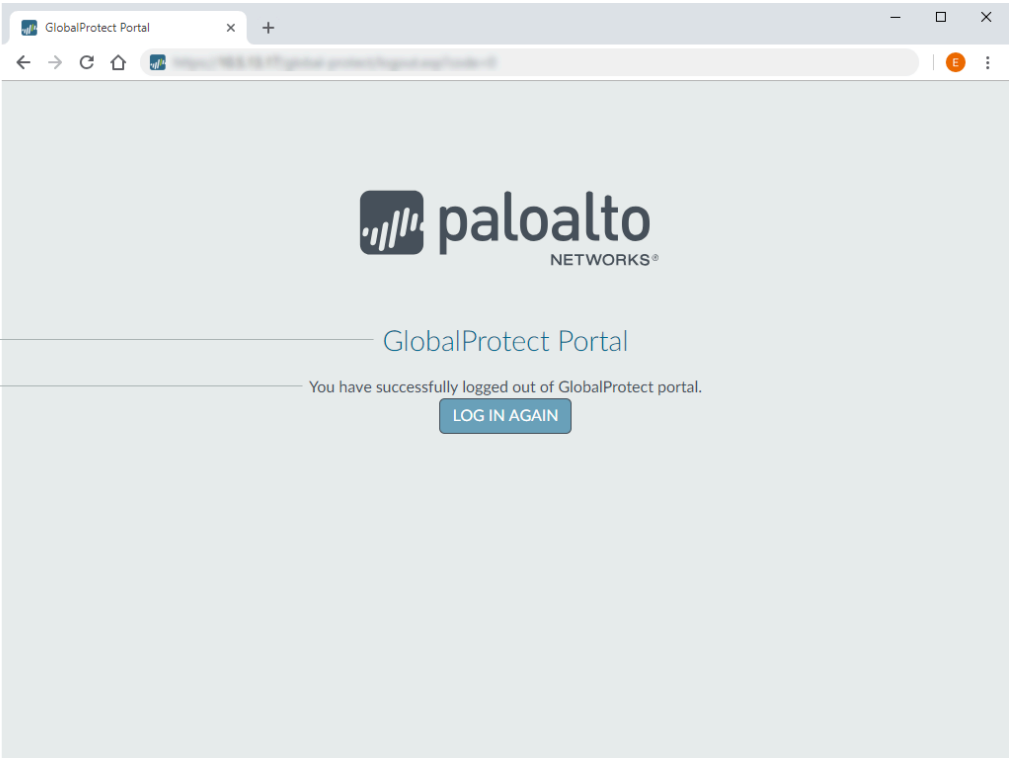 GlobalProtect Portal
E
paloalto
NETWORKS®
GlobalProtect Portal
You have successfully logged out of GlobalProtect portal.
LOG IN AGAIN